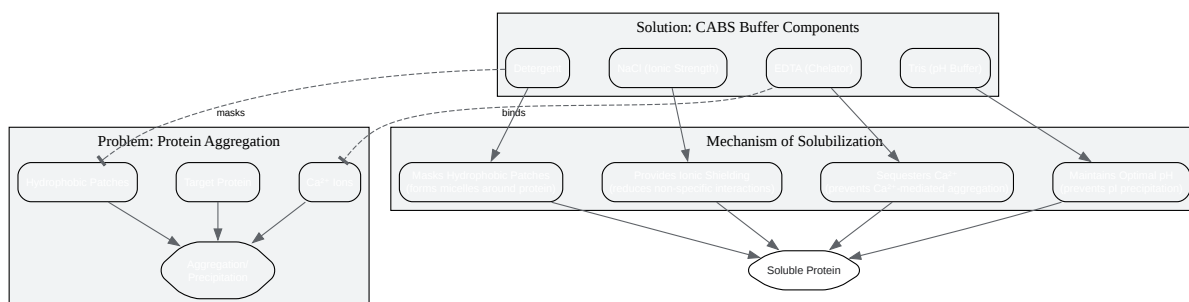 Solution: CABS Buffer Components
Detergent
NaCl (Ionic Strength)
EDTA (Chelator)
Tris (pH Buffer)
masks
binds
Problem: Protein Aggregation
Hydrophobic Patches
Target Protein
Ca²⁺ Ions
Aggregation/
Precipitation
Mechanism of Solubilization
Masks Hydrophobic Patches
(forms micelles around protein)
Provides Ionic Shielding
(reduces non-specific interactions)
Sequesters Ca²⁺
(prevents Ca²⁺-mediated aggregation)
Maintains Optimal pH
(prevents pI precipitation)
Soluble Protein